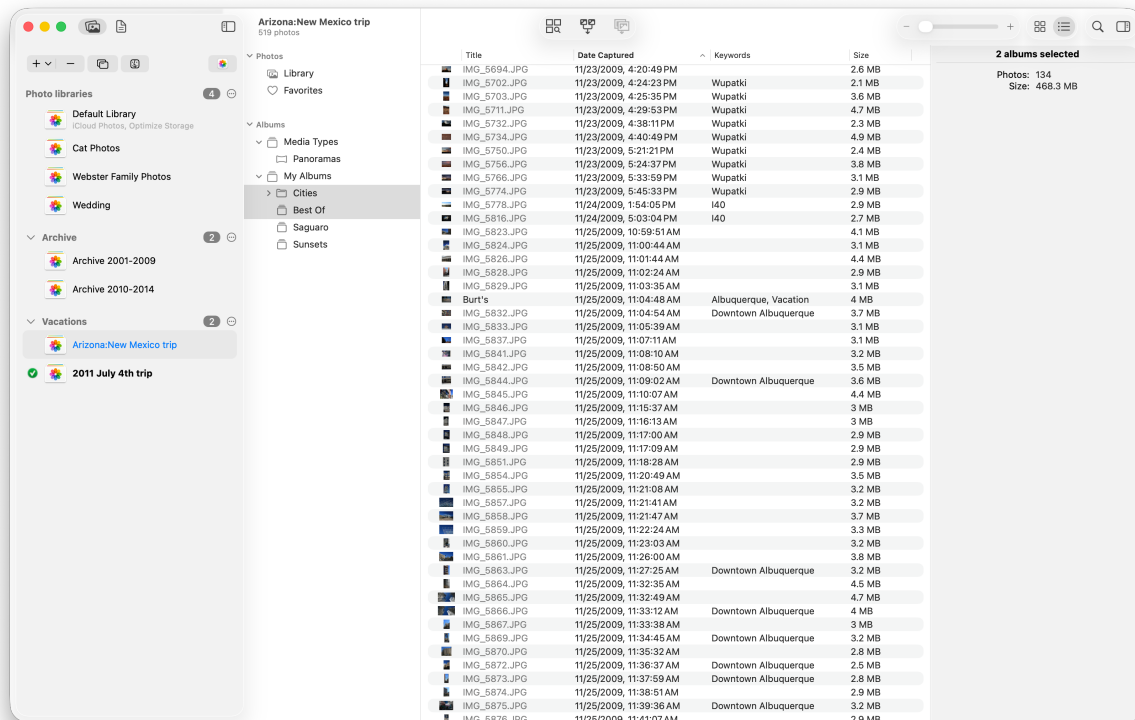 Photo libraries 4
Default Library
iCloud Photos, Optimize Storage
Cat Photos
Webster Family Photos
Wedding
Archive 2
Archive 2001-2009
Archive 2010-2014
Vacations 2
Arizona:New Mexico trip
2011 July 4th trip
Arizona:New Mexico trip
519 photos
Photos
Library
Favorites
Albums
Media Types
Panoramas
My Albums
Cities
Best Of
Saguaro
Sunsets
Title Date Captured Keywords Size
IMG_5694.JPG 11/23/2009, 4:20:49 PM 2.6 MB
IMG_5702.JPG 11/23/2009, 4:24:23 PM Wupatki 2.1 MB
IMG_5703.JPG 11/23/2009, 4:25:35 PM Wupatki 3.6 MB
IMG_5711.JPG 11/23/2009, 4:29:53 PM Wupatki 4.7 MB
IMG_5732.JPG 11/23/2009, 4:38:11 PM Wupatki 2.3 MB
IMG_5734.JPG 11/23/2009, 4:40:49 PM Wupatki 4.9 MB
IMG_5750.JPG 11/23/2009, 5:21:21 PM Wupatki 2.4 MB
IMG_5756.JPG 11/23/2009, 5:24:37 PM Wupatki 3.8 MB
IMG_5766.JPG 11/23/2009, 5:33:59 PM Wupatki 3.1 MB
IMG_5774.JPG 11/23/2009, 5:45:33 PM Wupatki 2.9 MB
IMG_5778.JPG 11/24/2009, 1:54:05 PM I40 2.9 MB
IMG_5816.JPG 11/24/2009, 5:03:04 PM I40 2.7 MB
IMG_5823.JPG 11/25/2009, 10:59:51 AM 4.1 MB
IMG_5824.JPG 11/25/2009, 11:00:44 AM 3.1 MB
IMG_5826.JPG 11/25/2009, 11:01:44 AM 4.4 MB
IMG_5828.JPG 11/25/2009, 11:02:24 AM 2.9 MB
IMG_5829.JPG 11/25/2009, 11:03:35 AM 3.1 MB
Burt's 11/25/2009, 11:04:48 AM Albuquerque, Vacation 4 MB
IMG_5832.JPG 11/25/2009, 11:04:54 AM Downtown Albuquerque 3.7 MB
IMG_5833.JPG 11/25/2009, 11:05:39 AM 3.1 MB
IMG_5837.JPG 11/25/2009, 11:07:11 AM 3.1 MB
IMG_5841.JPG 11/25/2009, 11:08:10 AM 3.2 MB
IMG_5842.JPG 11/25/2009, 11:08:50 AM 3.5 MB
IMG_5844.JPG 11/25/2009, 11:09:02 AM Downtown Albuquerque 3.6 MB
IMG_5845.JPG 11/25/2009, 11:10:07 AM 4.4 MB
IMG_5846.JPG 11/25/2009, 11:15:37 AM 3 MB
IMG_5847.JPG 11/25/2009, 11:16:13 AM 3 MB
IMG_5848.JPG 11/25/2009, 11:17:00 AM 2.9 MB
IMG_5849.JPG 11/25/2009, 11:17:09 AM 2.9 MB
IMG_5851.JPG 11/25/2009, 11:18:28 AM 2.9 MB
IMG_5854.JPG 11/25/2009, 11:20:49 AM 3.5 MB
IMG_5855.JPG 11/25/2009, 11:21:08 AM 3.2 MB
IMG_5857.JPG 11/25/2009, 11:21:41 AM 3.2 MB
IMG_5858.JPG 11/25/2009, 11:21:47 AM 3.7 MB
IMG_5859.JPG 11/25/2009, 11:22:24 AM 3.3 MB
IMG_5860.JPG 11/25/2009, 11:23:03 AM 3.2 MB
IMG_5861.JPG 11/25/2009, 11:26:00 AM 3.8 MB
IMG_5863.JPG 11/25/2009, 11:27:25 AM Downtown Albuquerque 3.2 MB
IMG_5864.JPG 11/25/2009, 11:32:35 AM 4.5 MB
IMG_5865.JPG 11/25/2009, 11:32:49 AM 4.7 MB
IMG_5866.JPG 11/25/2009, 11:33:12 AM Downtown Albuquerque 4 MB
IMG_5867.JPG 11/25/2009, 11:33:38 AM 3 MB
IMG_5869.JPG 11/25/2009, 11:34:45 AM Downtown Albuquerque 3.2 MB
IMG_5870.JPG 11/25/2009, 11:35:32 AM 2.8 MB
IMG_5872.JPG 11/25/2009, 11:36:37 AM Downtown Albuquerque 2.5 MB
IMG_5873.JPG 11/25/2009, 11:37:59 AM Downtown Albuquerque 2.8 MB
IMG_5874.JPG 11/25/2009, 11:38:51 AM 2.9 MB
IMG_5875.JPG 11/25/2009, 11:39:36 AM Downtown Albuquerque 3.2 MB
IMG_5876.JPG 11/25/2009, 11:41:07 AM 2.9 MB
2 albums selected
Photos: 134
Size: 468.3 MB